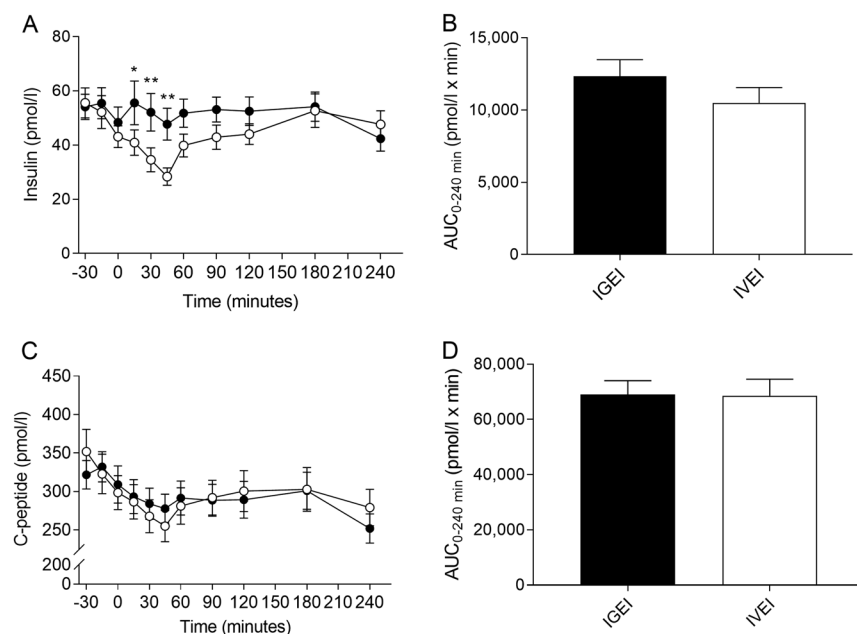 A
Insulin (pmol/l)
80
60
40
20
0
*
**
**
-30 0 30 60 90 120 150 180 210 240
Time (minutes)
B
AUC0-240 min (pmol/l x min)
15,000
10,000
5,000
0
IGEI
IVEI
C
C-peptide (pmol/l)
450
400
350
300
250
200
0
-30 0 30 60 90 120 150 180 210 240
Time (minutes)
D
AUC0-240 min (pmol/l x min)
80,000
60,000
40,000
20,000
0
IGEI
IVEI